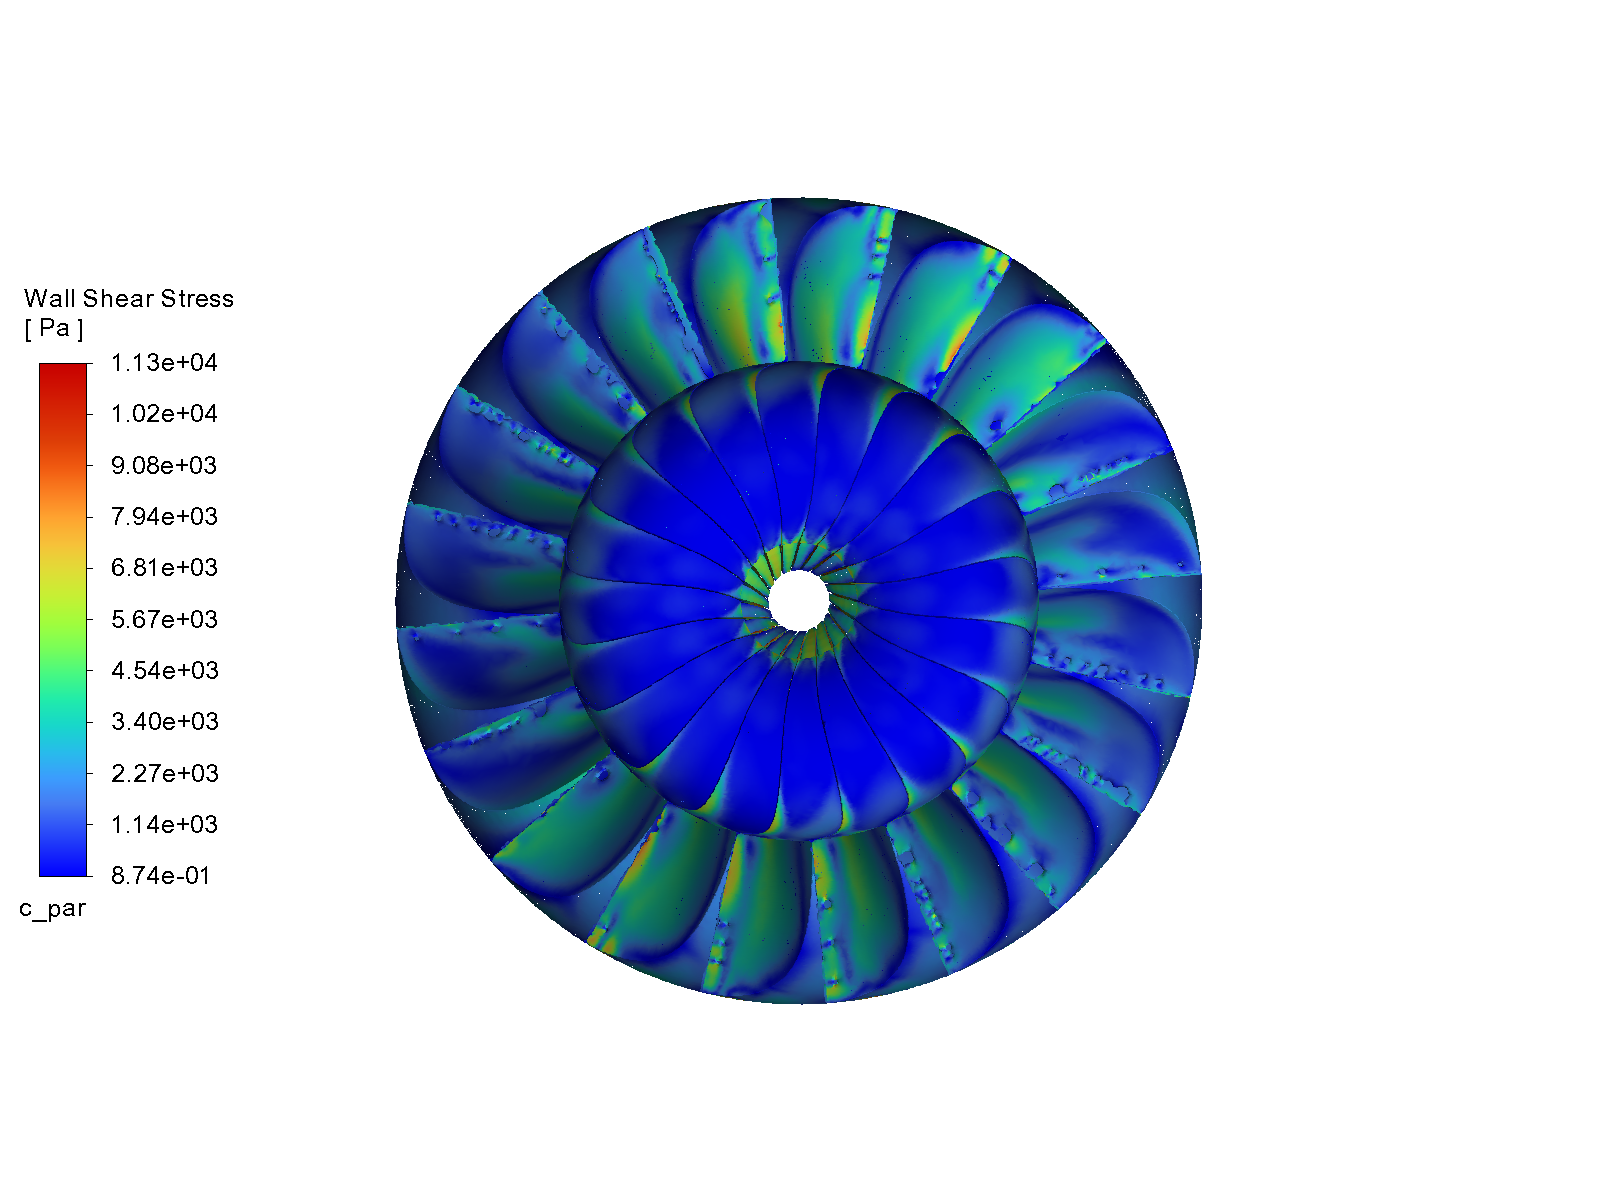 Wall Shear Stress
[ Pa ]
1.13e+04
1.02e+04
9.08e+03
7.94e+03
6.81e+03
5.67e+03
4.54e+03
3.40e+03
2.27e+03
1.14e+03
8.74e-01
c_par